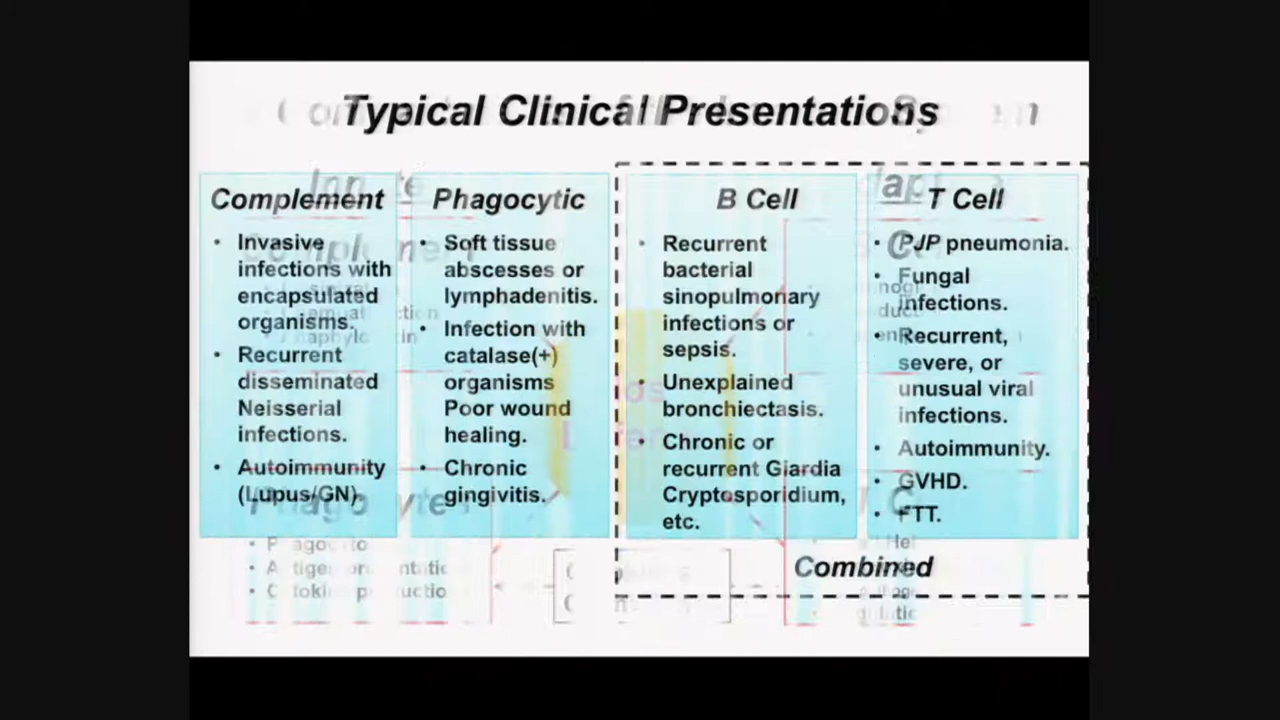 Typical Clinical Presentations
Complement
Invasive
infections with
encapsulated
organisms.
Recurrent
disseminated
Neisserial
infections.
Autoimmunity
(Lupus/GN).
Phagocytic
Soft tissue
abscesses or
lymphadenitis.
Infection with
catalase(+)
organisms
Poor wound
healing.
Chronic
gingivitis.
B Cell
Recurrent
bacterial
sinopulmonary
infections or
sepsis.
Unexplained
bronchiectasis.
Chronic or
recurrent Giardia
Cryptosporidium,
etc.
T Cell
PJP pneumonia.
Fungal
infections.
Recurrent,
severe, or
unusual viral
infections.
Autoimmunity.
GVHD.
FTT.
Combined